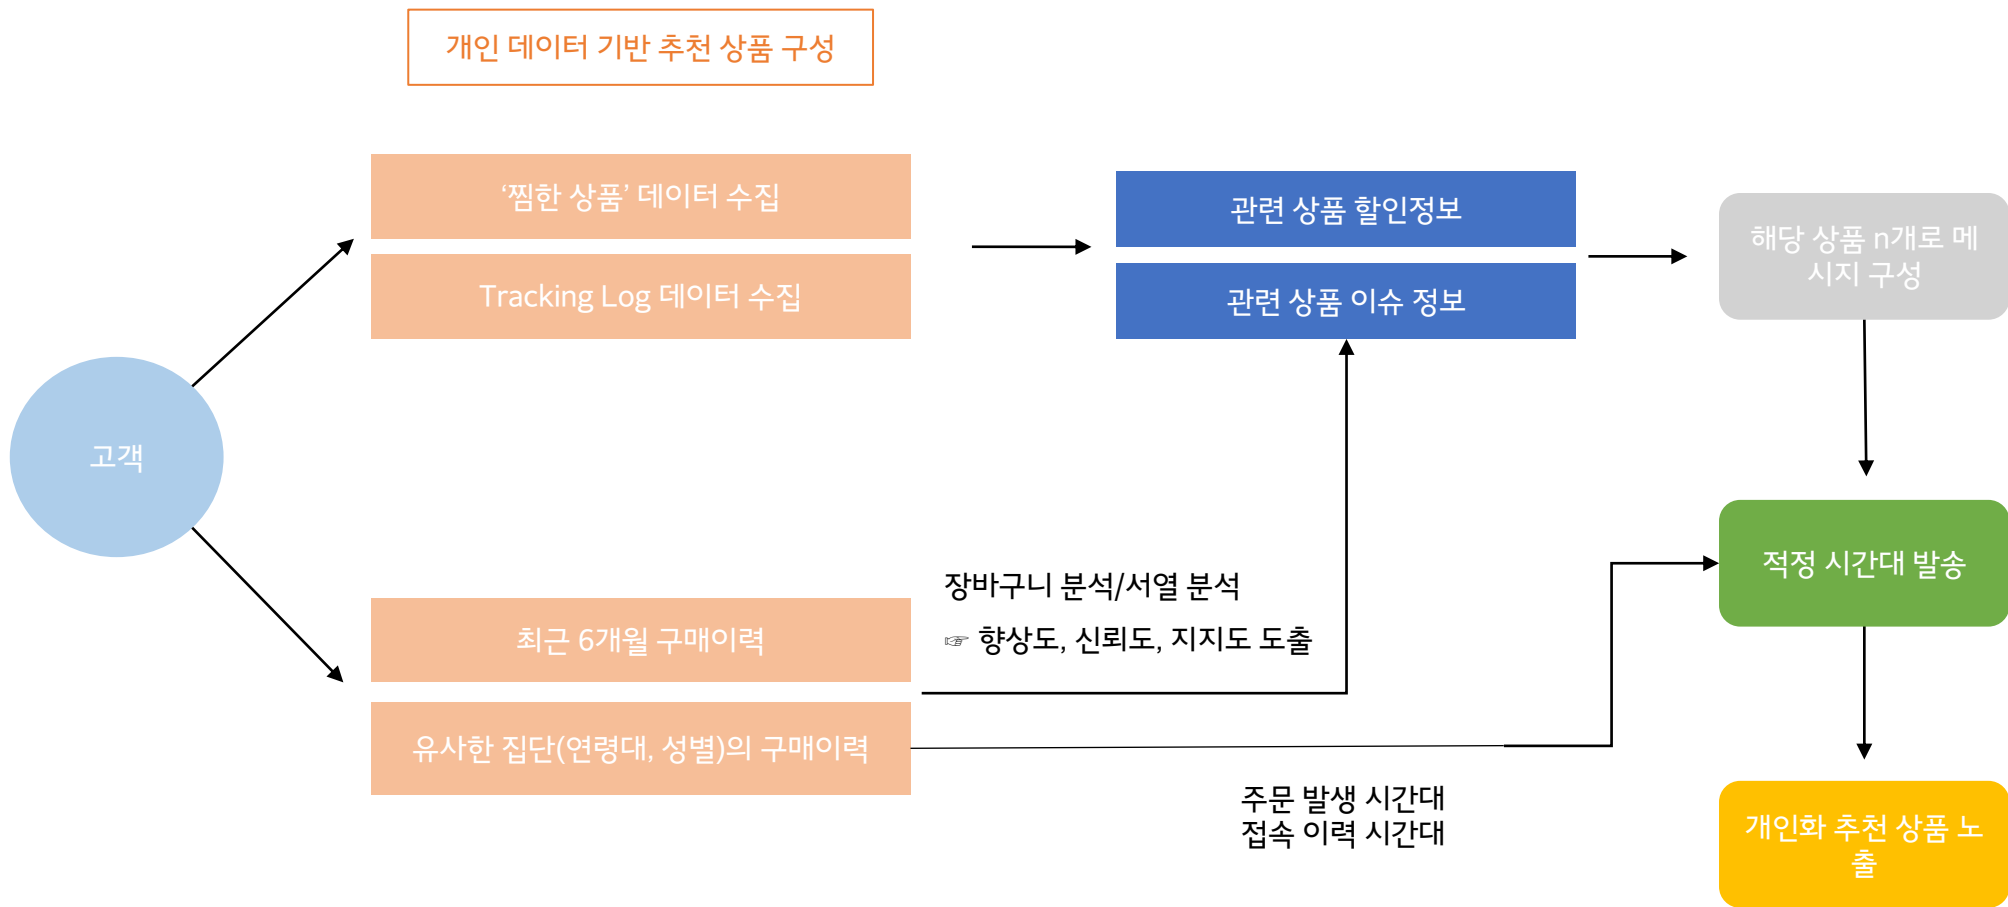 개인 데이터 기반 추천 상품 구성
‘찜한 상품’ 데이터 수집
Tracking Log 데이터 수집
관련 상품 할인정보
관련 상품 이슈 정보
해당 상품 n개로 메
시지 구성
고객
적정 시간대 발송
장바구니 분석/서열 분석
☞ 향상도, 신뢰도, 지지도 도출
최근 6개월 구매이력
유사한 집단(연령대, 성별)의 구매이력
주문 발생 시간대
접속 이력 시간대
개인화 추천 상품 노
출